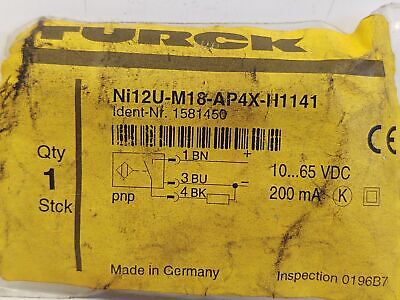 TURCK
Ni12U-M18-AP4X-H1141
Ident-Nr. 1581450
CE
Qty
1
Stck
1 BN +
3 BU −
4 BK
pnp
10...65 VDC
200 mA K
Made in Germany
Inspection 0196B7